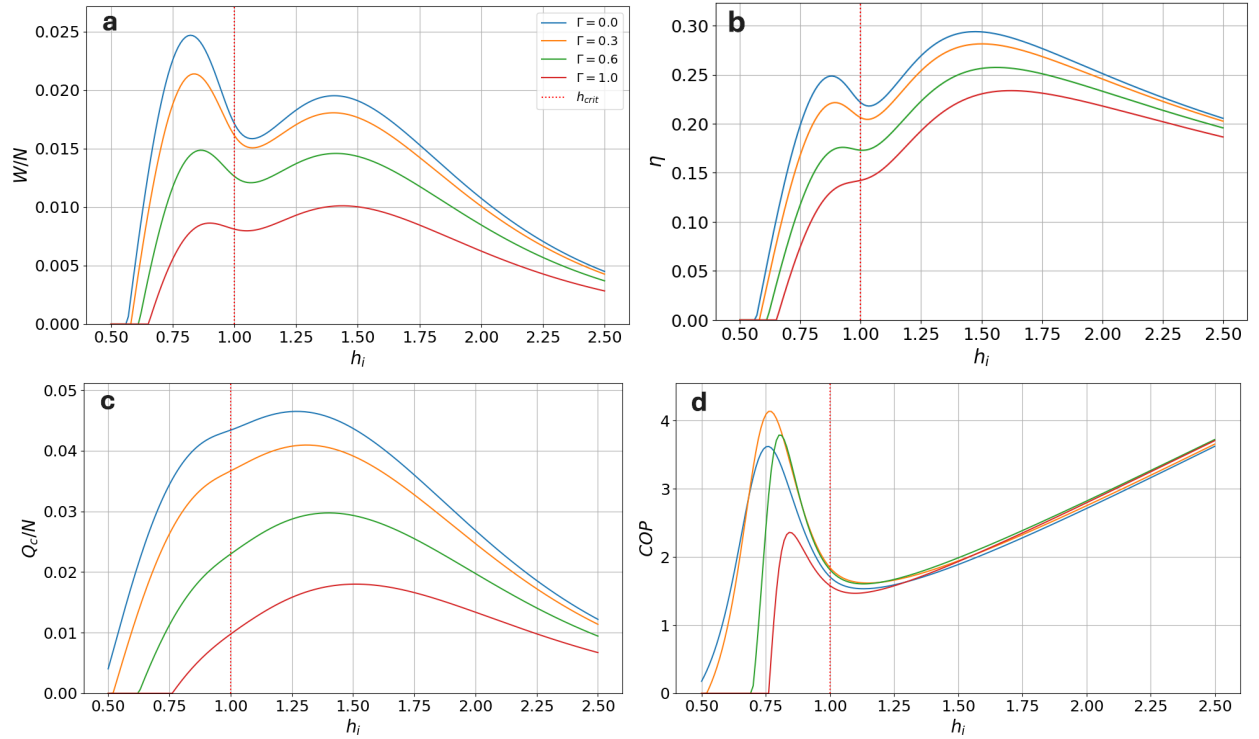 a
Γ = 0.0
Γ = 0.3
Γ = 0.6
Γ = 1.0
h_crit
W/N
0.025
0.020
0.015
0.010
0.005
0.000
0.50 0.75 1.00 1.25 1.50 1.75 2.00 2.25 2.50
h_i
b
η
0.30
0.25
0.20
0.15
0.10
0.05
0.00
0.50 0.75 1.00 1.25 1.50 1.75 2.00 2.25 2.50
h_i
c
Q_c/N
0.05
0.04
0.03
0.02
0.01
0.00
0.50 0.75 1.00 1.25 1.50 1.75 2.00 2.25 2.50
h_i
d
COP
4
3
2
1
0
0.50 0.75 1.00 1.25 1.50 1.75 2.00 2.25 2.50
h_i